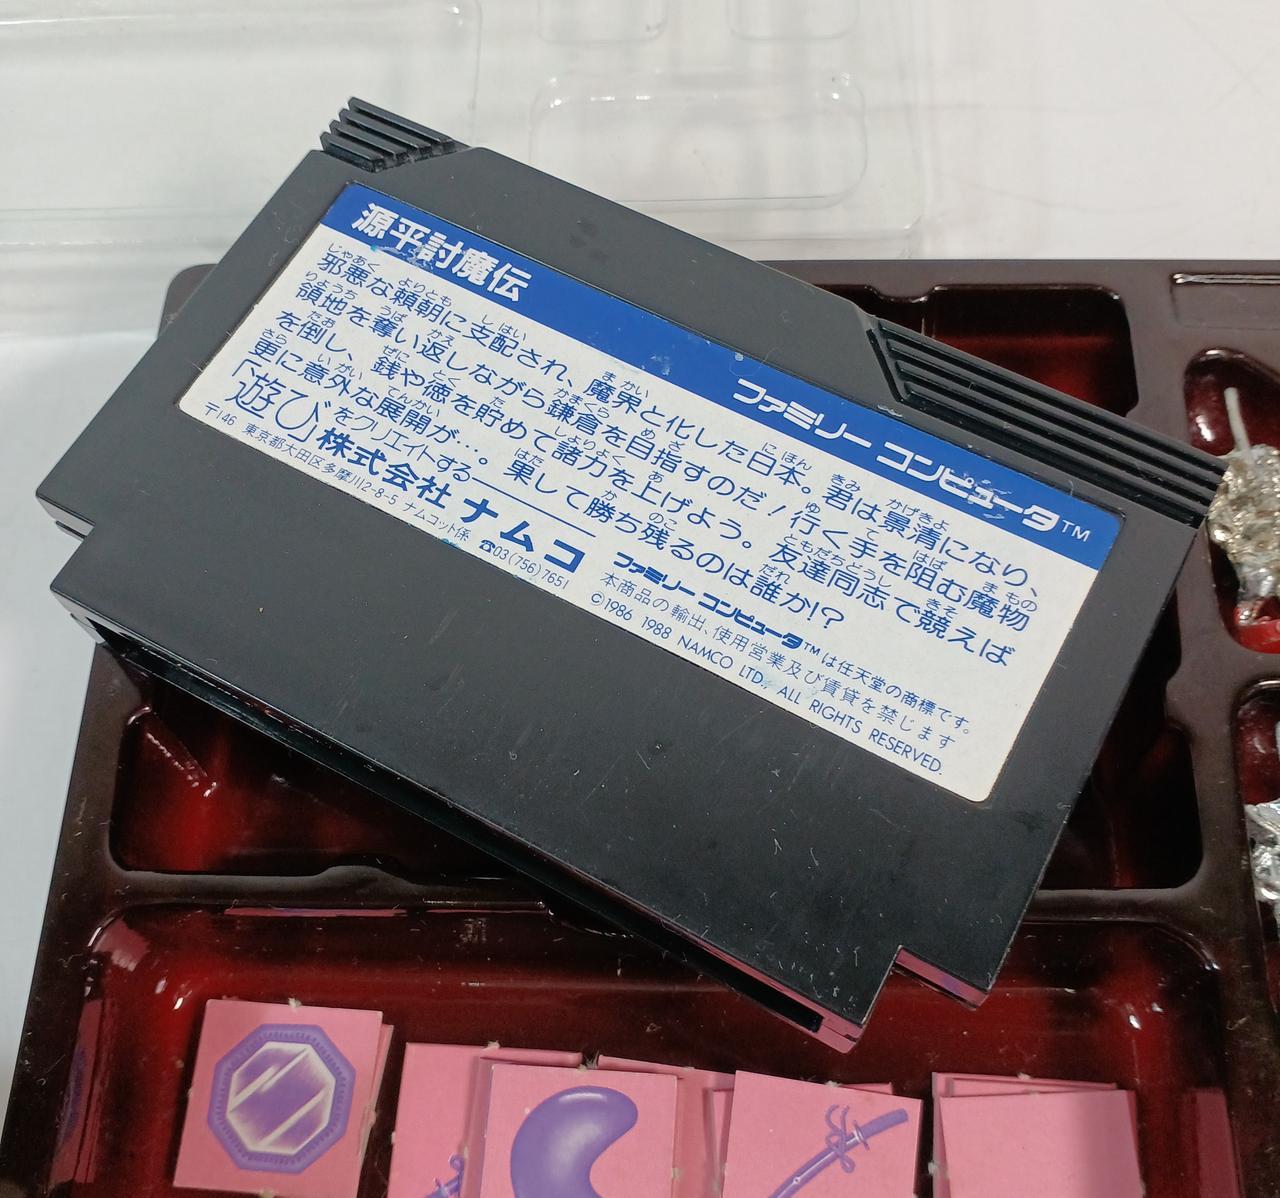 源平討魔伝 ファミリー コンピュータTM
邪悪な頼朝に支配され、魔界と化した日本。君は景清になり、
領地を奪い返しながら鎌倉を目指すのだ！行く手を阻む魔物
を倒し、銭や徳を貯めて諸力を上げよう。友達同志で競えば
更に意外な展開が…。果して勝ち残るのは誰か!?
「遊び」をクリエイトする
株式会社 ナムコ
〒146 東京都大田区多摩川2-8-5 ナムコット係 ☎03(756)7651
ファミリー コンピュータTMは任天堂の商標です。
本商品の輸出、使用営業及び賃貸を禁じます
©1986 1988 NAMCO LTD., ALL RIGHTS RESERVED.